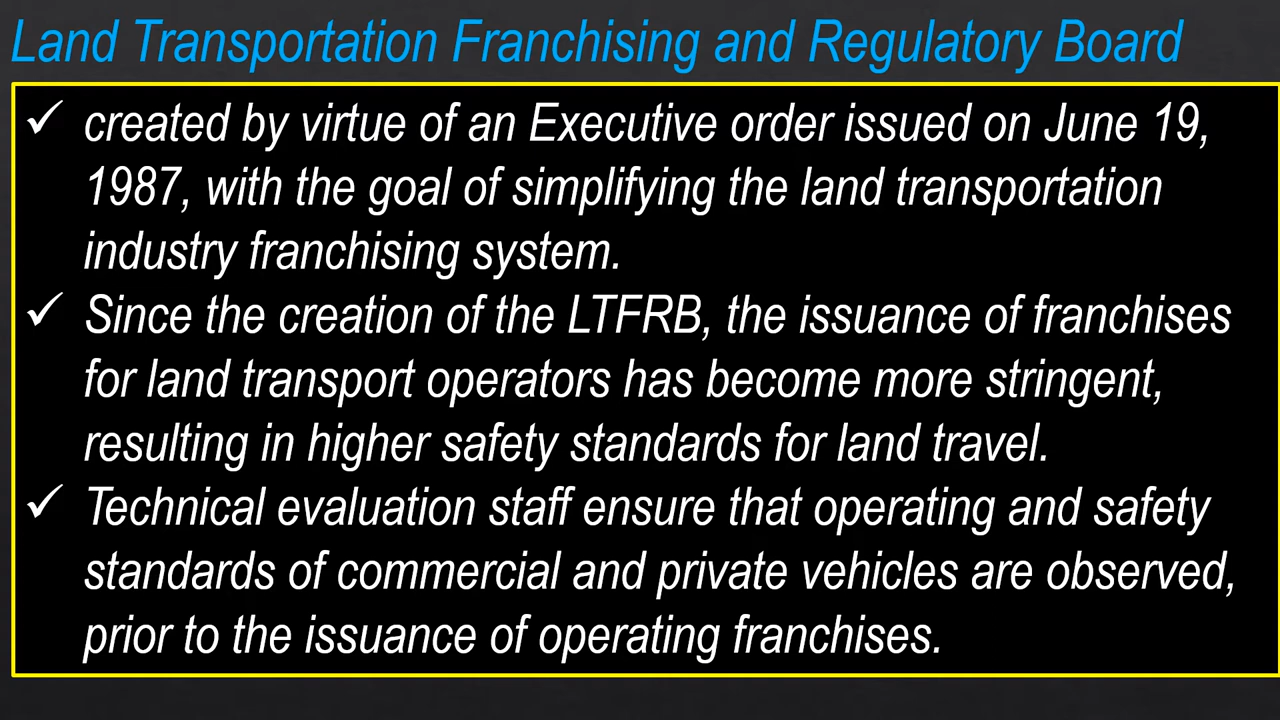 Land Transportation Franchising and Regulatory Board
✓ created by virtue of an Executive order issued on June 19,
1987, with the goal of simplifying the land transportation
industry franchising system.
✓ Since the creation of the LTFRB, the issuance of franchises
for land transport operators has become more stringent,
resulting in higher safety standards for land travel.
✓ Technical evaluation staff ensure that operating and safety
standards of commercial and private vehicles are observed,
prior to the issuance of operating franchises.